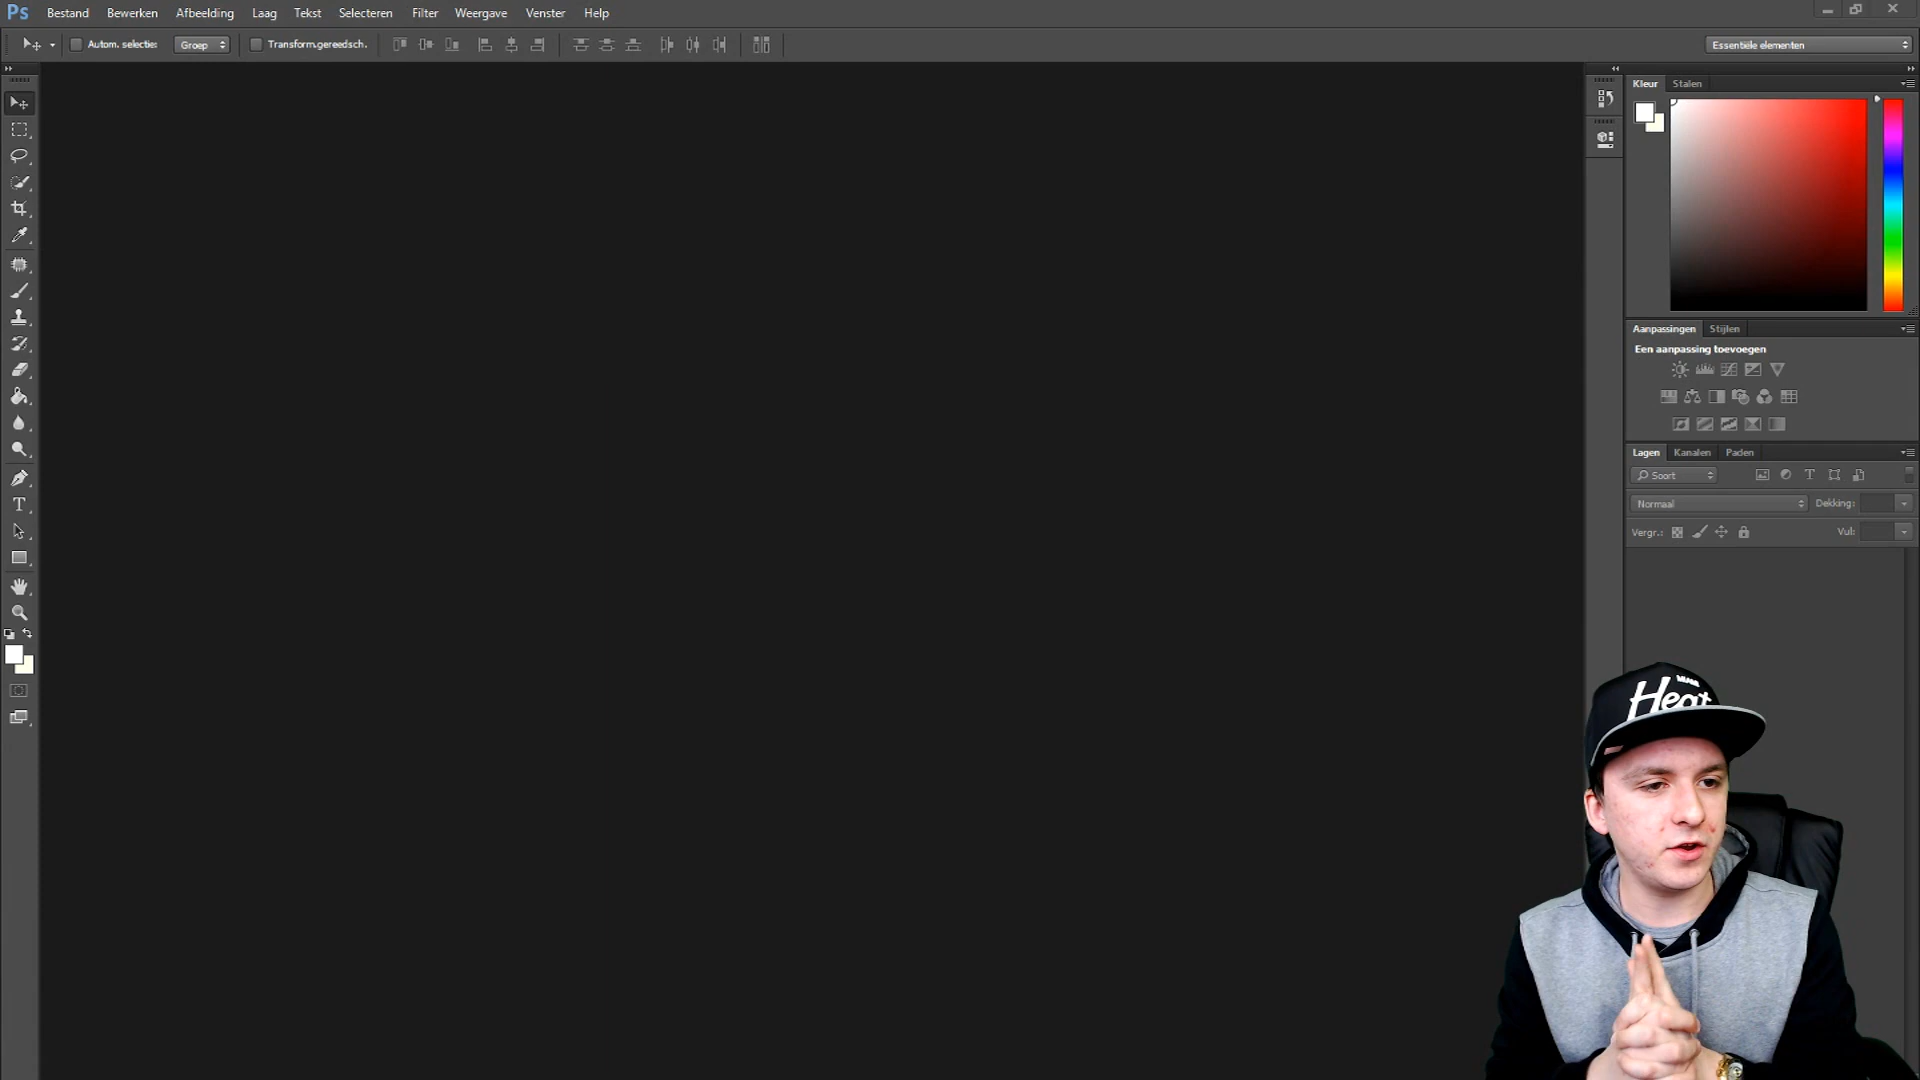 Ps Bestand Bewerken Afbeelding Laag Tekst Selecteren Filter Weergave Venster Help
Autom. selectie Groep Transform.gereedsch. Essentiële elementen
Kleur Stalen
Aanpassingen Stijlen
Een aanpassing toevoegen
Lagen Kanalen Paden
Soort
Normaal Dekking:
Vergr.: Vul:
MIAMI
Heat